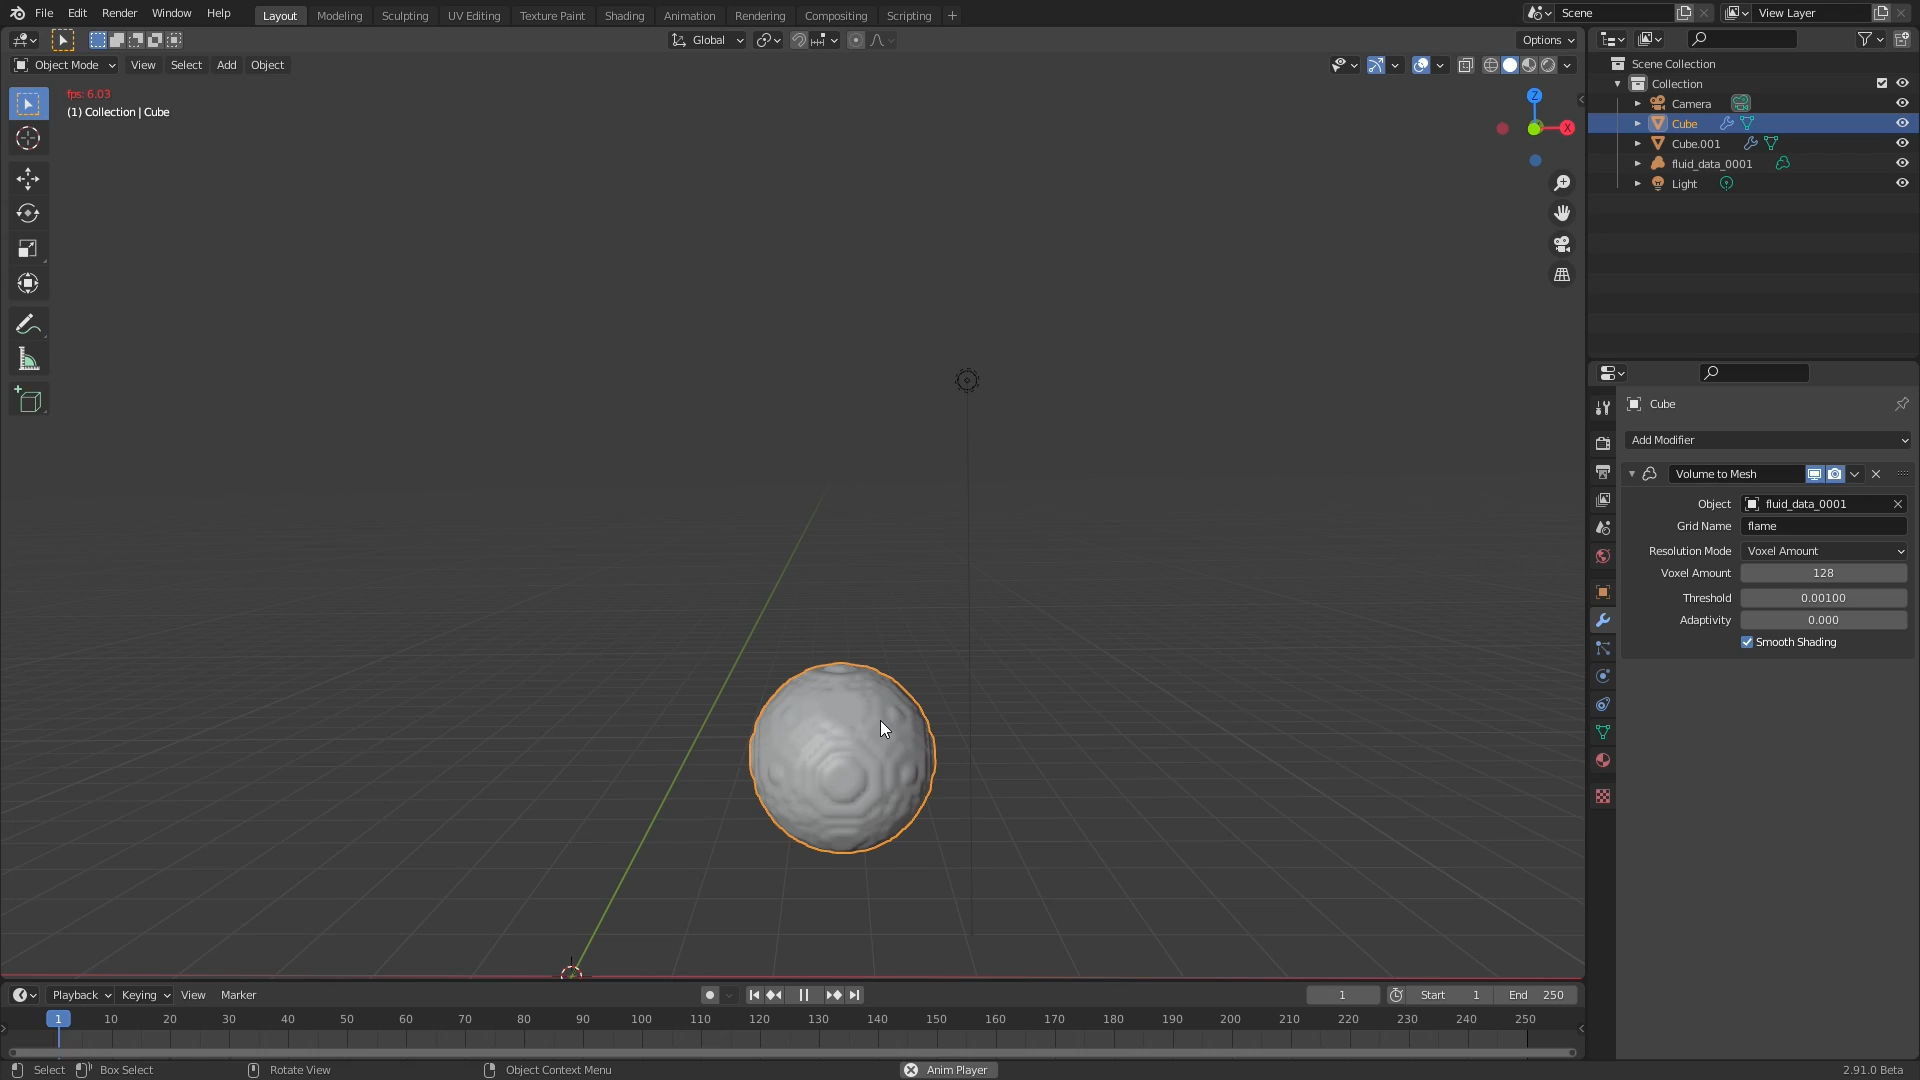 File Edit Render Window Help Layout Modeling Sculpting UV Editing Texture Paint Shading Animation Rendering Compositing Scripting + Scene View Layer
Global Options
Object Mode View Select Add Object
fps: 6.03
(1) Collection | Cube
Z
X
Scene Collection
Collection
Camera
Cube
Cube.001
fluid_data_0001
Light
Cube
Add Modifier
Volume to Mesh
Object fluid_data_0001
Grid Name flame
Resolution Mode Voxel Amount
Voxel Amount 128
Threshold 0.00100
Adaptivity 0.000
Smooth Shading
Playback Keying View Marker 1 Start 1 End 250
1 10 20 30 40 50 60 70 80 90 100 110 120 130 140 150 160 170 180 190 200 210 220 230 240 250
Select Box Select Rotate View Object Context Menu Anim Player 2.91.0 Beta